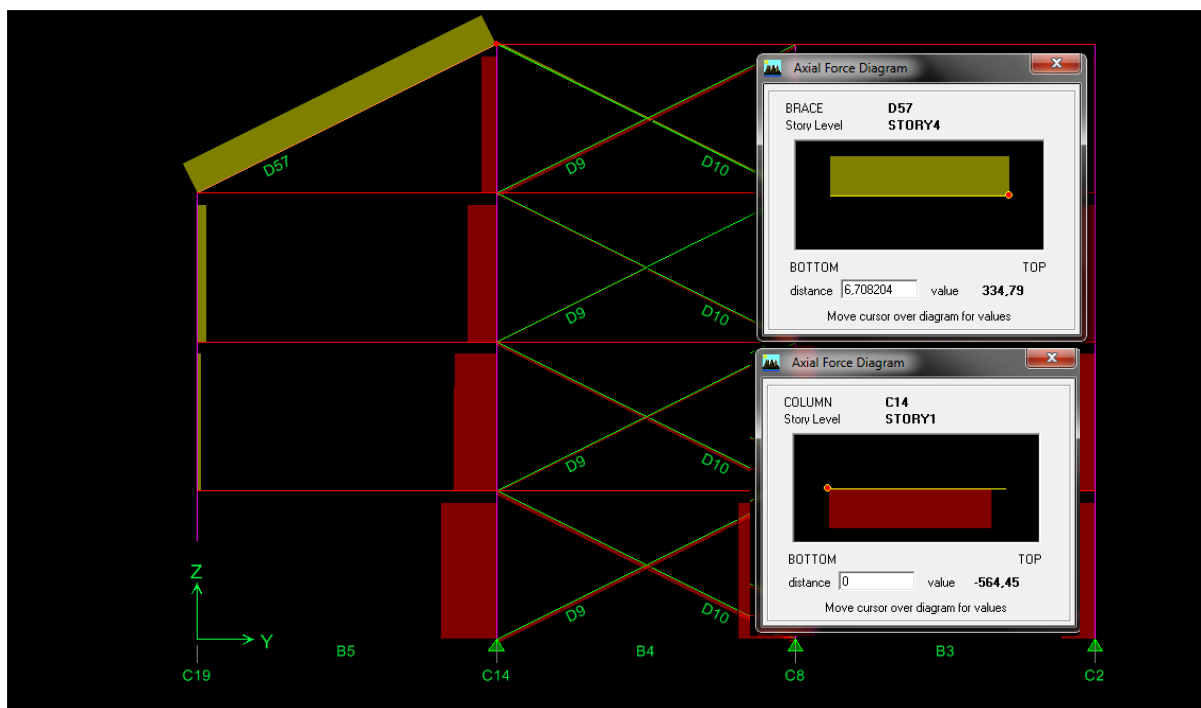 Axial Force Diagram
x
BRACE D57
Story Level STORY4
BOTTOM TOP
distance 6,708204 value 334,79
Move cursor over diagram for values
Axial Force Diagram
x
COLUMN C14
Story Level STORY1
BOTTOM TOP
distance 0 value -564,45
Move cursor over diagram for values
D57
D9 D10
D9 D10
D9 D10
D9 D10
Z
Y
B5 B4 B3
C19 C14 C8 C2